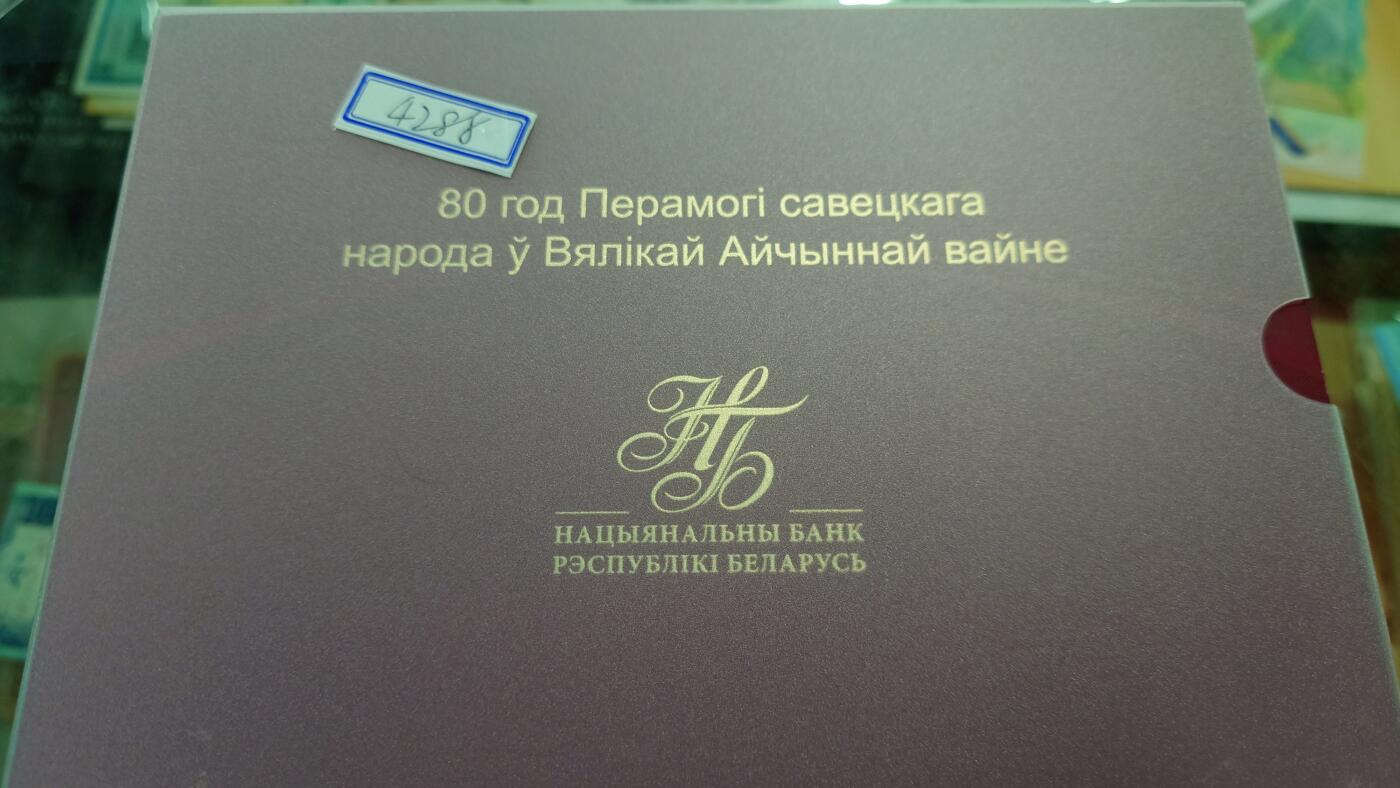 4288
80 год Перамогі савецкага
народа ў Вялікай Айчыннай вайне
НБ
НАЦЫЯНАЛЬНЫ БАНК
РЭСПУБЛІКІ БЕЛАРУСЬ